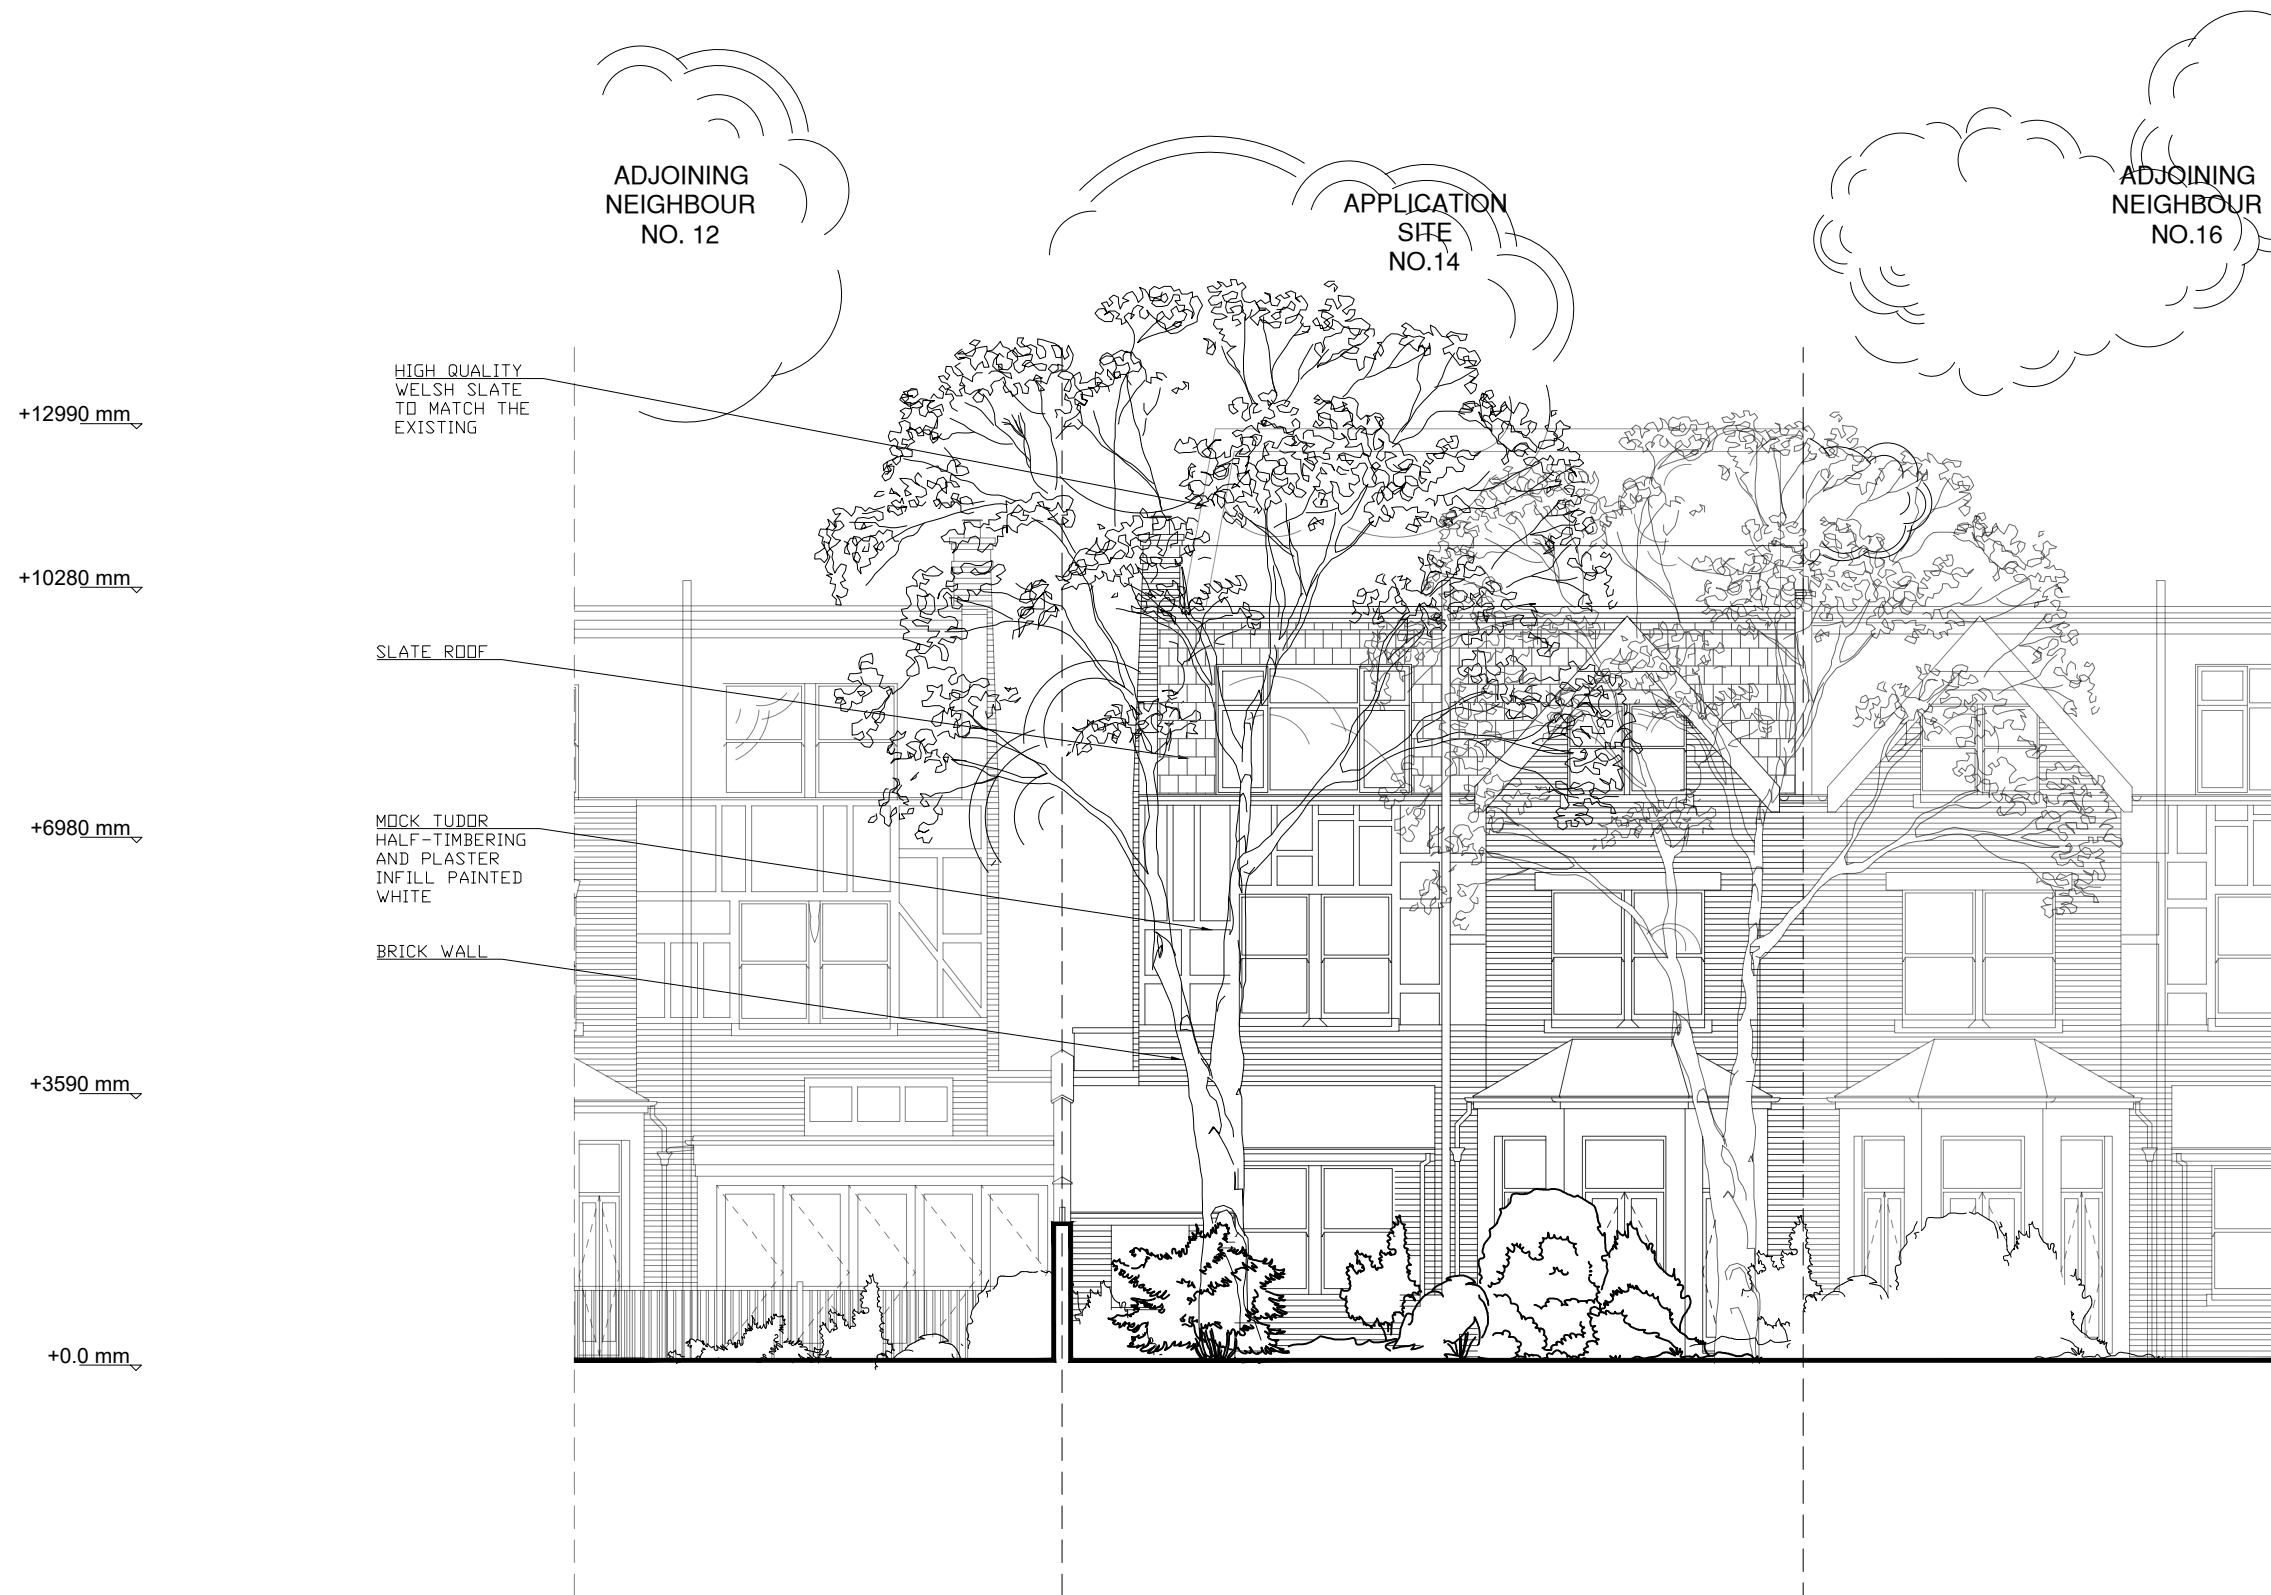 ADJOINING
NEIGHBOUR
NO. 12
APPLICATION
SITE
NO.14
ADJOINING
NEIGHBOUR
NO.16
HIGH QUALITY
WELSH SLATE
TO MATCH THE
EXISTING
+12990 mm
+10280 mm
SLATE ROOF
+6980 mm
MOCK TUDOR
HALF-TIMBERING
AND PLASTER
INFILL PAINTED
WHITE
BRICK WALL
+3590 mm
+0.0 mm